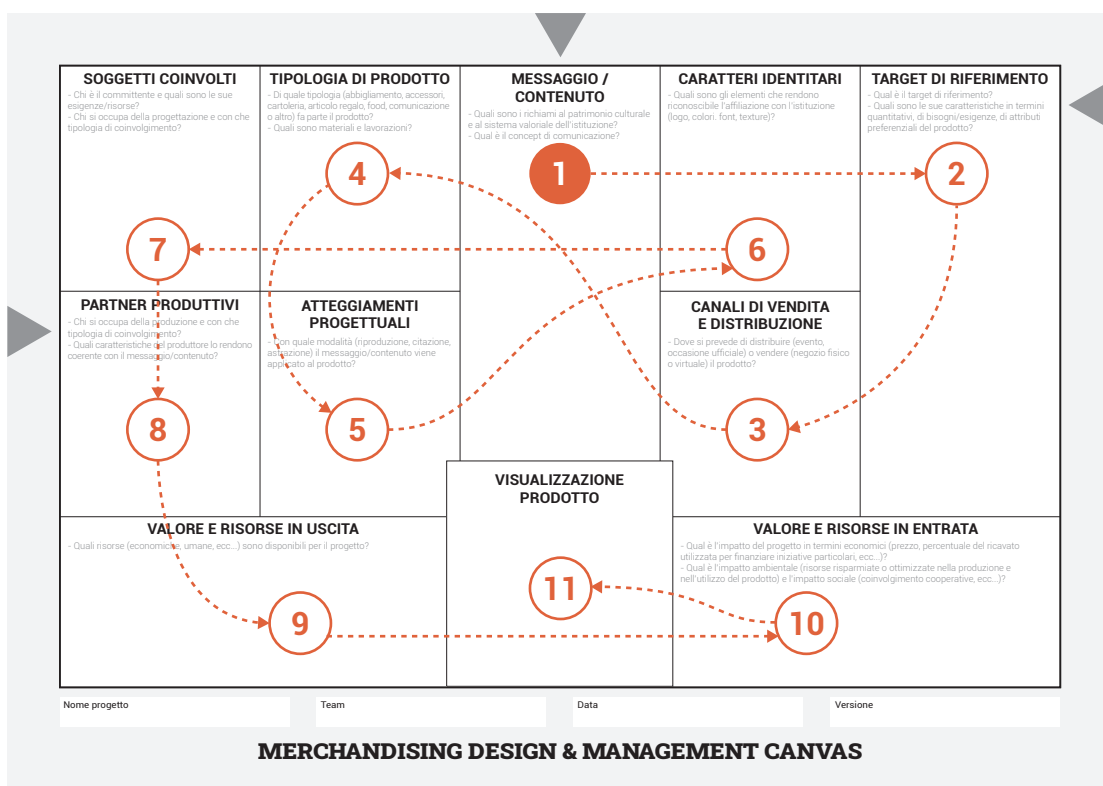 SOGGETTI COINVOLTI
- Chi è il committente e quali sono le sue
esigenze/risorse?
- Chi si occupa della progettazione e con che
tipologia di coinvolgimento?
7
TIPOLOGIA DI PRODOTTO
- Di quale tipologia (abbigliamento, accessori,
cartoleria, articolo regalo, food, comunicazione
o altro) fa parte il prodotto?
- Quali sono materiali e lavorazioni?
4
MESSAGGIO /
CONTENUTO
- Quali sono i richiami al patrimonio culturale
e al sistema valoriale dell'istituzione?
- Qual è il concept di comunicazione?
1
CARATTERI IDENTITARI
- Quali sono gli elementi che rendono
riconoscibile l'affiliazione con l'istituzione
(logo, colori. font, texture)?
6
TARGET DI RIFERIMENTO
- Qual è il target di riferimento?
- Quali sono le sue caratteristiche in termini
quantitativi, di bisogni/esigenze, di attributi
preferenziali del prodotto?
2
PARTNER PRODUTTIVI
- Chi si occupa della produzione e con che
tipologia di coinvolgimento?
- Quali caratteristiche del produttore lo rendono
coerente con il messaggio/contenuto?
8
ATTEGGIAMENTI
PROGETTUALI
- Con quale modalità (riproduzione, citazione,
astrazione) il messaggio/contenuto viene
applicato al prodotto?
5
CANALI DI VENDITA
E DISTRIBUZIONE
- Dove si prevede di distribuire (evento,
occasione ufficiale) o vendere (negozio fisico
o virtuale) il prodotto?
3
VISUALIZZAZIONE
PRODOTTO
11
VALORE E RISORSE IN USCITA
- Quali risorse (economiche, umane, ecc...) sono disponibili per il progetto?
9
VALORE E RISORSE IN ENTRATA
- Qual è l'impatto del progetto in termini economici (prezzo, percentuale del ricavato
utilizzata per finanziare iniziative particolari, ecc...)?
- Qual è l'impatto ambientale (risorse risparmiate o ottimizzate nella produzione e
nell'utilizzo del prodotto) e l'impatto sociale (coinvolgimento cooperative, ecc...)?
10
Nome progetto
Team
Data
Versione
MERCHANDISING DESIGN & MANAGEMENT CANVAS